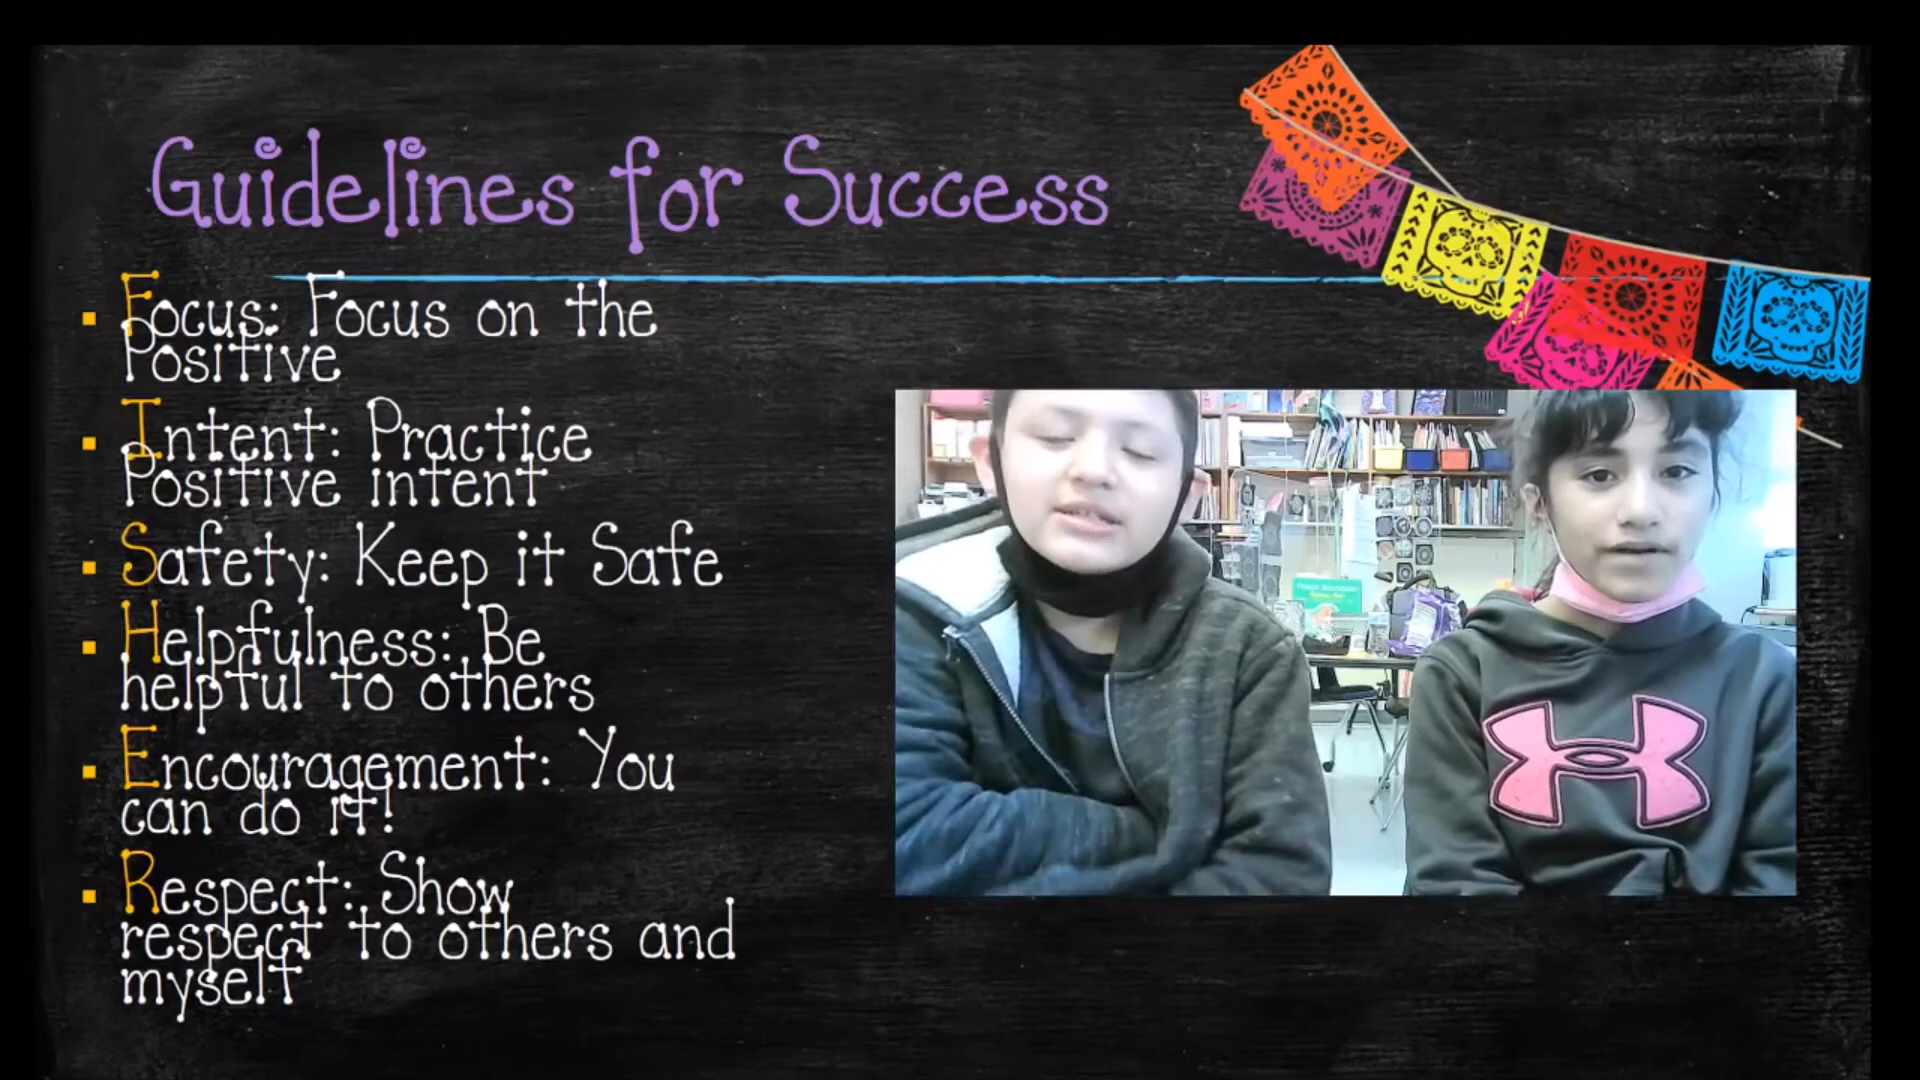 Guidelines for Success
Focus: Focus on the
Positive
Intent: Practice
Positive intent
Safety: Keep it Safe
Helpfulness: Be
helpful to others
Encouragement: You
can do it!
Respect: Show
respect to others and
myself